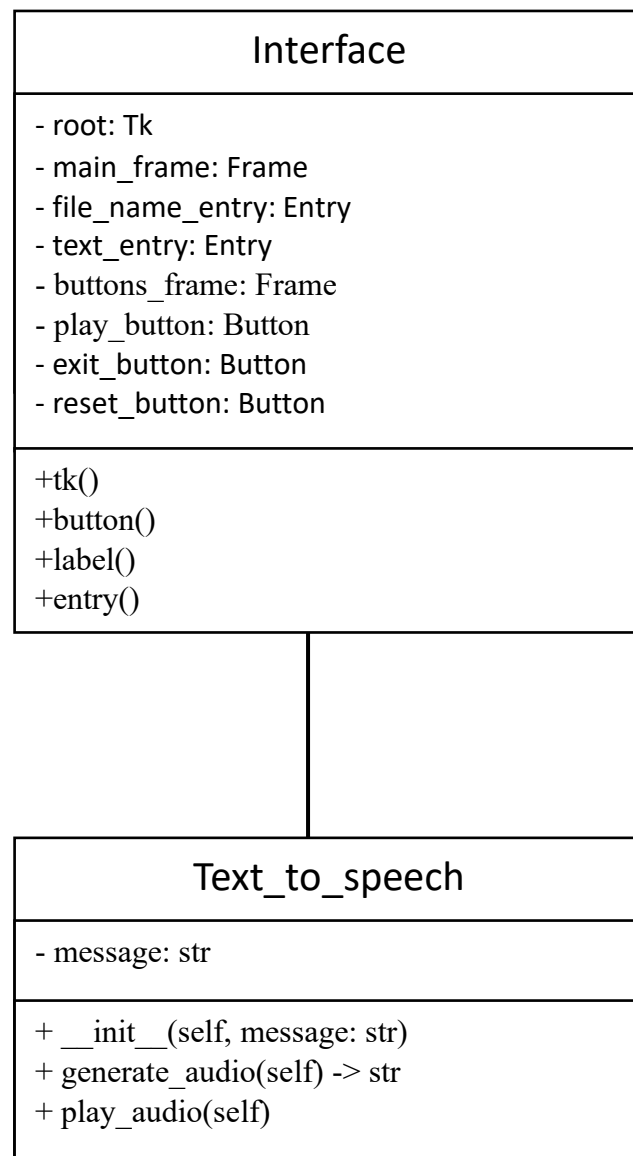 Interface
- root: Tk
- main_frame: Frame
- file_name_entry: Entry
- text_entry: Entry
- buttons_frame: Frame
- play_button: Button
- exit_button: Button
- reset_button: Button
+tk()
+button()
+label()
+entry()
Text_to_speech
- message: str
+ __init__(self, message: str)
+ generate_audio(self) -> str
+ play_audio(self)